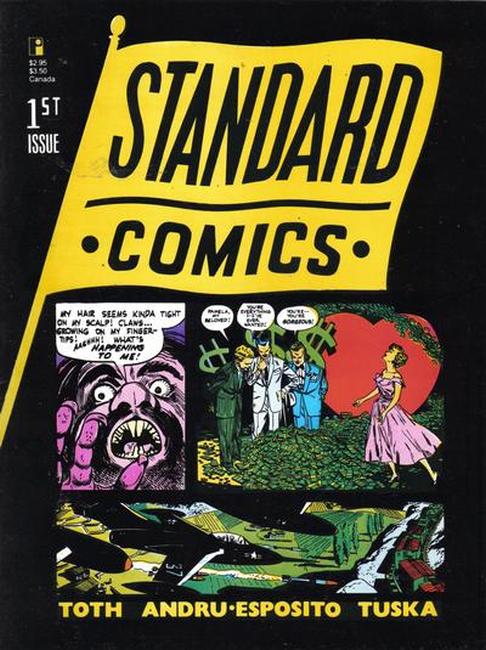 $2.95
$3.50
Canada
1ST
ISSUE
STANDARD
•COMICS•
MY HAIR SEEMS KINDA TIGHT
ON MY SCALP! CLAWS...
GROWING ON MY FINGER-
TIPS! AAGHHH! WHAT'S
HAPPENING
TO ME!
PAMELA,
MY
BELOVED!
YOU'RE
EVERYTHING
I'VE
EVER
WANTED!
YOU'RE--
YOU'RE
GORGEOUS!
TOTH ANDRU•ESPOSITO TUSKA